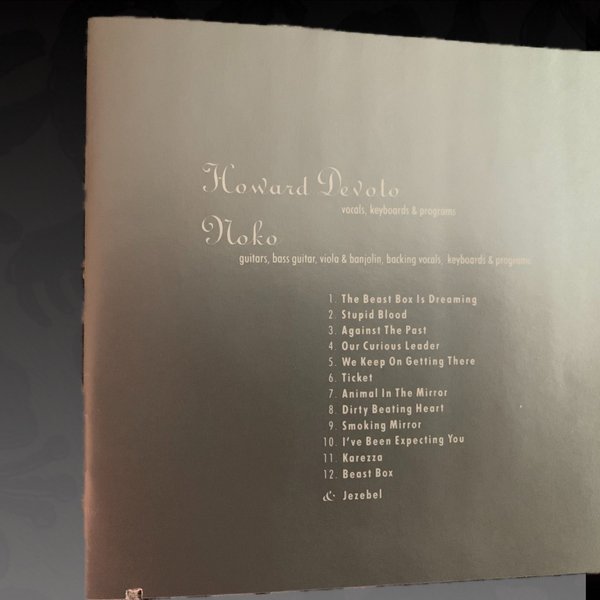 Howard Devoto
vocals, keyboards & programs
Noko
guitars, bass guitar, viola & banjolin, backing vocals, keyboards & programs
1. The Beast Box Is Dreaming
2. Stupid Blood
3. Against The Past
4. Our Curious Leader
5. We Keep On Getting There
6. Ticket
7. Animal In The Mirror
8. Dirty Beating Heart
9. Smoking Mirror
10. I've Been Expecting You
11. Karezza
12. Beast Box
& Jezebel